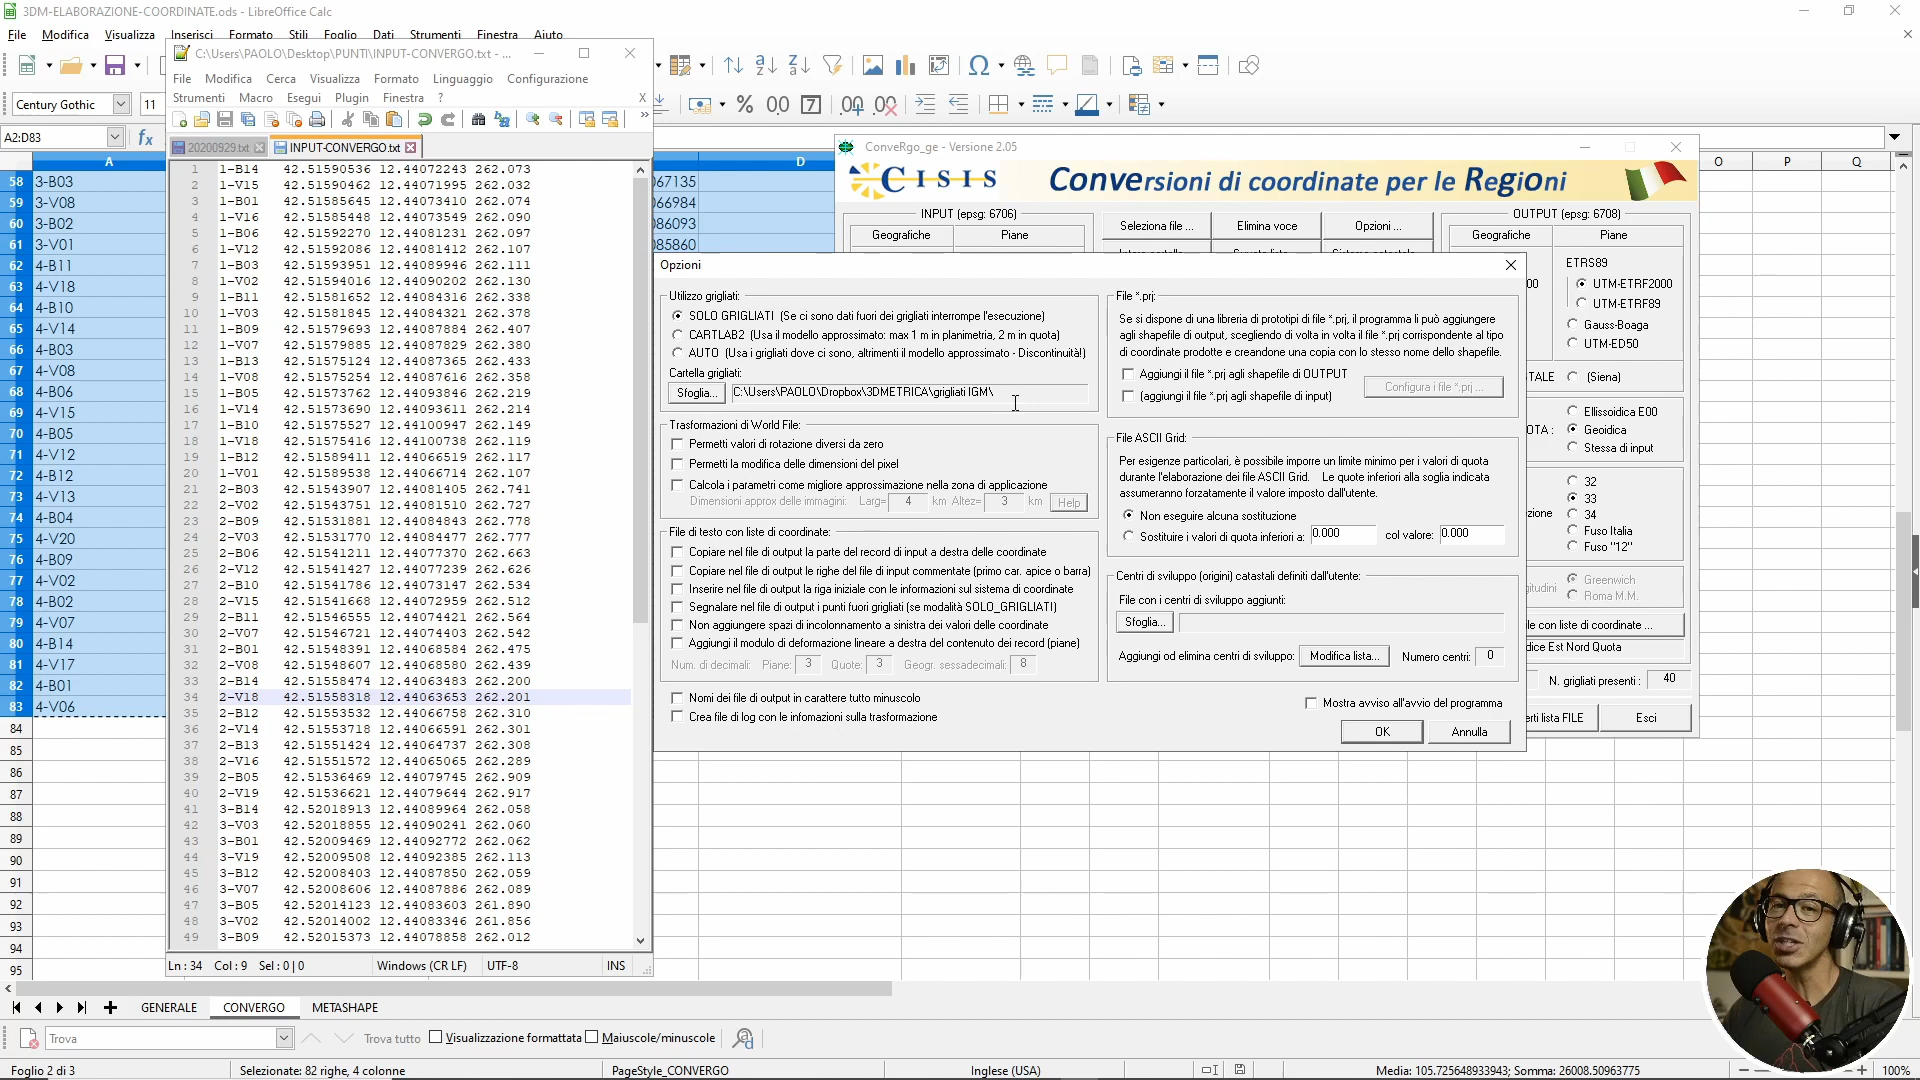 3DM-ELABORAZIONE-COORDINATE.ods - LibreOffice Calc
File Modifica Visualizza Inserisci Formato Stili Foglio Dati Strumenti Finestra Aiuto
Century Gothic 11
A2:D83
A D O P Q
58 3-B03 067135
59 3-V08 066984
60 3-B02 086093
61 3-V01 085860
62 4-B11
63 4-V18
64 4-B10
65 4-V14
66 4-B03
67 4-V08
68 4-B06
69 4-V15
70 4-B05
71 4-V12
72 4-B12
73 4-V13
74 4-B04
75 4-V20
76 4-B09
77 4-V02
78 4-B02
79 4-V07
80 4-B14
81 4-V17
82 4-B01
83 4-V06
84
85
86
87
88
89
90
91
92
93
94
95
C:\Users\PAOLO\Desktop\PUNTI\INPUT-CONVERGO.txt - ...
File Modifica Cerca Visualizza Formato Linguaggio Configurazione
Strumenti Macro Esegui Plugin Finestra ? X
20200929.txt INPUT-CONVERGO.txt
1 1-B14 42.51590536 12.44072243 262.073
2 1-V15 42.51590462 12.44071995 262.032
3 1-B01 42.51585645 12.44073410 262.074
4 1-V16 42.51585448 12.44073549 262.090
5 1-B06 42.51592270 12.44081231 262.097
6 1-V12 42.51592086 12.44081412 262.107
7 1-B03 42.51593951 12.44089946 262.111
8 1-V02 42.51594016 12.44090202 262.130
9 1-B11 42.51581652 12.44084316 262.338
10 1-V03 42.51581845 12.44084321 262.378
11 1-B09 42.51579693 12.44087884 262.407
12 1-V07 42.51579885 12.44087829 262.380
13 1-B13 42.51575124 12.44087365 262.433
14 1-V08 42.51575254 12.44087616 262.358
15 1-B05 42.51573762 12.44093846 262.214
16 1-V14 42.51573690 12.44093611 262.214
17 1-B10 42.51575527 12.44100947 262.149
18 1-V18 42.51575416 12.44100738 262.119
19 1-B12 42.51589411 12.44066519 262.117
20 1-V01 42.51589538 12.44066714 262.107
21 2-B03 42.51543907 12.44081405 262.741
22 2-V02 42.51543751 12.44081510 262.727
23 2-B09 42.51531881 12.44084843 262.778
24 2-V03 42.51531770 12.44084477 262.777
25 2-B06 42.51541211 12.44077370 262.663
26 2-V12 42.51541427 12.44077239 262.626
27 2-B10 42.51541786 12.44073147 262.534
28 2-V15 42.51541668 12.44072959 262.512
29 2-B11 42.51546555 12.44074421 262.564
30 2-V07 42.51546721 12.44074403 262.542
31 2-B01 42.51548391 12.44068584 262.475
32 2-V08 42.51548607 12.44068580 262.439
33 2-B14 42.51558474 12.44063483 262.200
34 2-V18 42.51558318 12.44063653 262.201
35 2-B12 42.51553532 12.44066758 262.310
36 2-V14 42.51553718 12.44066591 262.301
37 2-B13 42.51551424 12.44064737 262.308
38 2-V16 42.51551572 12.44065065 262.289
39 2-B05 42.51536469 12.44079745 262.909
40 2-V19 42.51536621 12.44079644 262.917
41 3-B14 42.52018913 12.44089964 262.058
42 3-V03 42.52018855 12.44090241 262.060
43 3-B01 42.52009469 12.44092772 262.062
44 3-V19 42.52009508 12.44092385 262.113
45 3-B12 42.52008403 12.44087850 262.059
46 3-V07 42.52008606 12.44087886 262.089
47 3-B05 42.52014123 12.44083603 261.890
48 3-V02 42.52014002 12.44083346 261.856
49 3-B09 42.52015373 12.44078858 262.012
Ln : 34 Col : 9 Sel : 0 | 0 Windows (CR LF) UTF-8 INS
ConveRgo_ge - Versione 2.05
CISIS Conversioni di coordinate per le RegiOni
INPUT (epsg: 6706)
Geografiche Piane
Seleziona file ... Elimina voce Opzioni ...
OUTPUT (epsg: 6708)
Geografiche Piane
ETRS89
UTM-ETRF2000
UTM-ETRF89
Gauss-Boaga
UTM-ED50
(Siena)
Ellissoidica E00
Geoidica
Stessa di input
32
33
34
Fuso Italia
Fuso "12"
Greenwich
Roma M.M.
le con liste di coordinate ...
dice Est Nord Quota
N. grigliati presenti : 40
erti lista FILE Esci
Opzioni
Utilizzo grigliati:
SOLO GRIGLIATI (Se ci sono dati fuori dei grigliati interrompe l'esecuzione)
CARTLAB2 (Usa il modello approssimato: max 1 m in planimetria, 2 m in quota)
AUTO (Usa i grigliati dove ci sono, altrimenti il modello approssimato - Discontinuità!)
Cartella grigliati:
Sfoglia... C:\Users\PAOLO\Dropbox\3DMETRICA\grigliati IGM\
Trasformazioni di World File:
Permetti valori di rotazione diversi da zero
Permetti la modifica delle dimensioni del pixel
Calcola i parametri come migliore approssimazione nella zona di applicazione
Dimensioni approx delle immagini: Larg= 4 km Altez= 3 km Help
File di testo con liste di coordinate:
Copiare nel file di output la parte del record di input a destra delle coordinate
Copiare nel file di output le righe del file di input commentate (primo car. apice o barra)
Inserire nel file di output la riga iniziale con le informazioni sul sistema di coordinate
Segnalare nel file di output i punti fuori grigliati (se modalità SOLO_GRIGLIATI)
Non aggiungere spazi di incolonnamento a sinistra dei valori delle coordinate
Aggiungi il modulo di deformazione lineare a destra del contenuto dei record (piane)
Num. di decimali: Piane: 3 Quote: 3 Geogr. sessadecimali: 8
Nomi dei file di output in carattere tutto minuscolo
Crea file di log con le infomazioni sulla trasformazione
File *.prj:
Se si dispone di una libreria di prototipi di file *.prj, il programma li può aggiungere
agli shapefile di output, scegliendo di volta in volta il file *.prj corrispondente al tipo
di coordinate prodotte e creandone una copia con lo stesso nome dello shapefile.
Aggiungi il file *.prj agli shapefile di OUTPUT
(aggiungi il file *.prj agli shapefile di input)
Configura i file *.prj ...
File ASCII Grid:
Per esigenze particolari, è possibile imporre un limite minimo per i valori di quota
durante l'elaborazione dei file ASCII Grid. Le quote inferiori alla soglia indicata
assumeranno forzatamente il valore imposto dall'utente.
Non eseguire alcuna sostituzione
Sostituire i valori di quota inferiori a: 0.000 col valore: 0.000
Centri di sviluppo (origini) catastali definiti dall'utente:
File con i centri di sviluppo aggiunti:
Sfoglia...
Aggiungi od elimina centri di sviluppo: Modifica lista... Numero centri: 0
Mostra avviso all'avvio del programma
OK Annulla
GENERALE CONVERGO METASHAPE
Trova Trova tutto Visualizzazione formattata Maiuscole/minuscole
Foglio 2 di 3 Selezionate: 82 righe, 4 colonne PageStyle_CONVERGO Inglese (USA) Media: 105.725648933943; Somma: 26008.50963775 100%